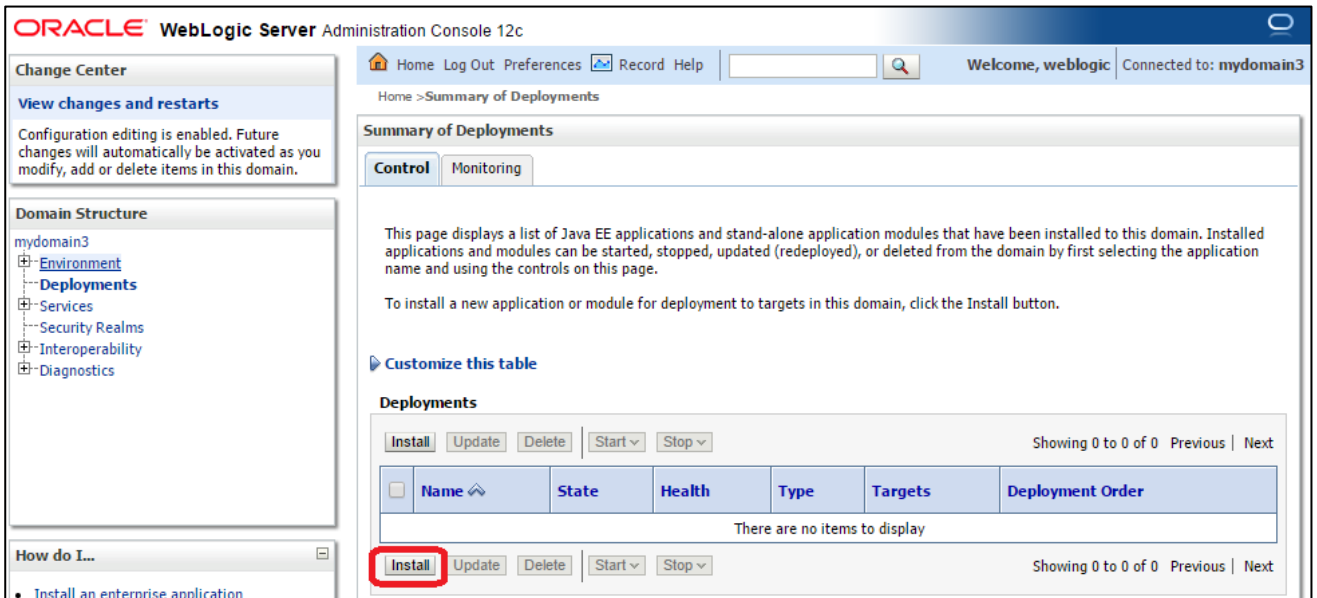 ORACLE WebLogic Server Administration Console 12c
Change Center
View changes and restarts
Configuration editing is enabled. Future
changes will automatically be activated as you
modify, add or delete items in this domain.
Domain Structure
mydomain3
Environment
Deployments
Services
Security Realms
Interoperability
Diagnostics
How do I...
Install an enterprise application
Home Log Out Preferences Record Help
Welcome, weblogic Connected to: mydomain3
Home >Summary of Deployments
Summary of Deployments
Control Monitoring
This page displays a list of Java EE applications and stand-alone application modules that have been installed to this domain. Installed
applications and modules can be started, stopped, updated (redeployed), or deleted from the domain by first selecting the application
name and using the controls on this page.
To install a new application or module for deployment to targets in this domain, click the Install button.
Customize this table
Deployments
Install Update Delete Start Stop Showing 0 to 0 of 0 Previous | Next
Name State Health Type Targets Deployment Order
There are no items to display
Install Update Delete Start Stop Showing 0 to 0 of 0 Previous | Next